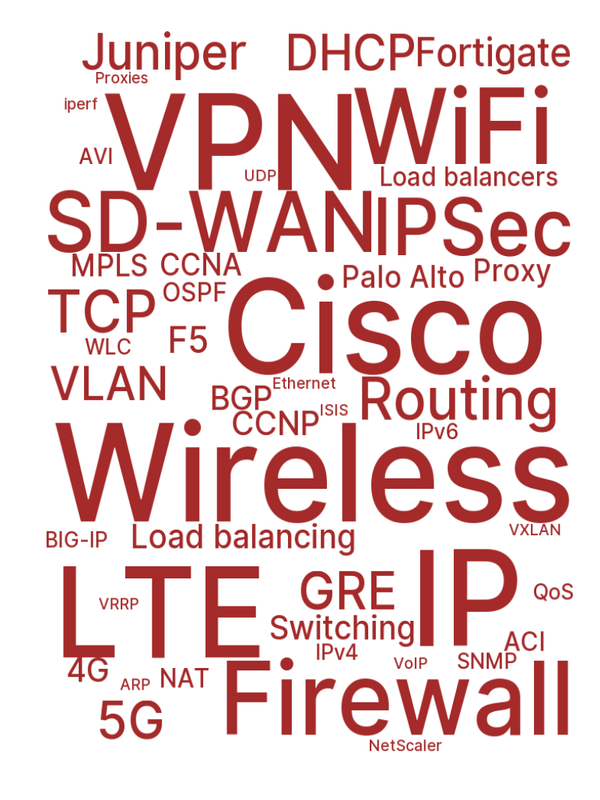 Juniper DHCP Fortigate
Proxies
iperf VPN WiFi
AVI UDP Load balancers
SD-WAN IPSec
MPLS CCNA Palo Alto Proxy
TCP OSPF Cisco
WLC F5
VLAN BGP Ethernet Routing
CCNP ISIS IPv6
Wireless
BIG-IP Load balancing VXLAN
LTE VRRP GRE IP QoS
Switching ACI
4G IPv4 VoIP SNMP
ARP NAT Firewall
5G
NetScaler